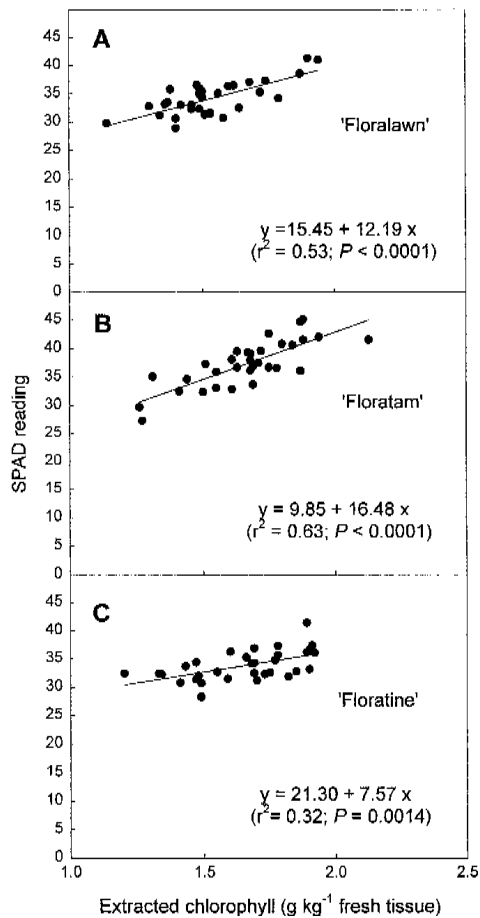 A
50
45
40
35
30
25
20
15
10
5
0
'Floralawn'
y =15.45 + 12.19 x
(r² = 0.53; P < 0.0001)
B
45
40
35
30
25
20
15
10
5
0
'Floratam'
y = 9.85 + 16.48 x
(r² = 0.63; P < 0.0001)
SPAD reading
C
45
40
35
30
25
20
15
10
5
0
'Floratine'
y = 21.30 + 7.57 x
(r²= 0.32; P = 0.0014)
1.0 1.5 2.0 2.5
Extracted chlorophyll (g kg⁻¹ fresh tissue)